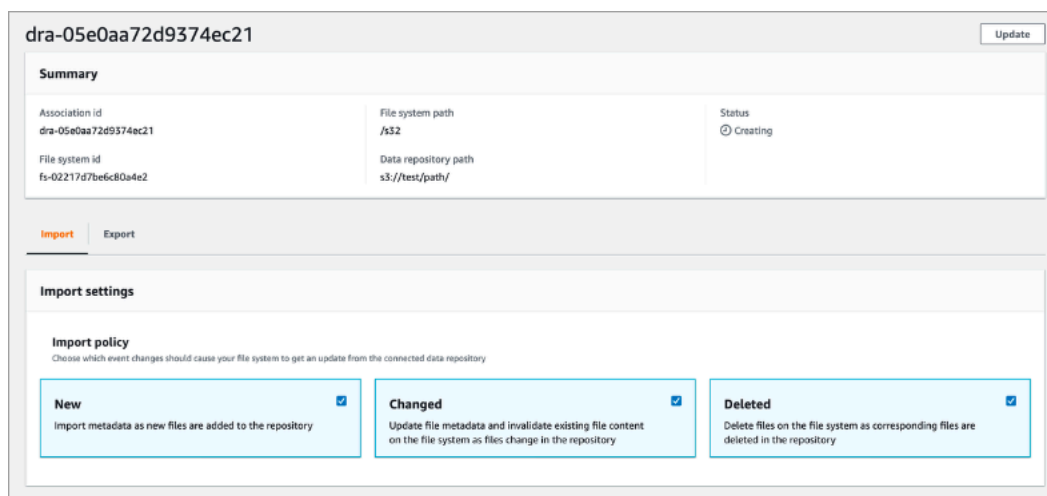 dra-05e0aa72d9374ec21
Update
Summary
Association id
dra-05e0aa72d9374ec21
File system id
fs-02217d7be6c80a4e2
File system path
/s32
Data repository path
s3://test/path/
Status
Creating
Import
Export
Import settings
Import policy
Choose which event changes should cause your file system to get an update from the connected data repository
New
Import metadata as new files are added to the repository
Changed
Update file metadata and invalidate existing file content
on the file system as files change in the repository
Deleted
Delete files on the file system as corresponding files are
deleted in the repository